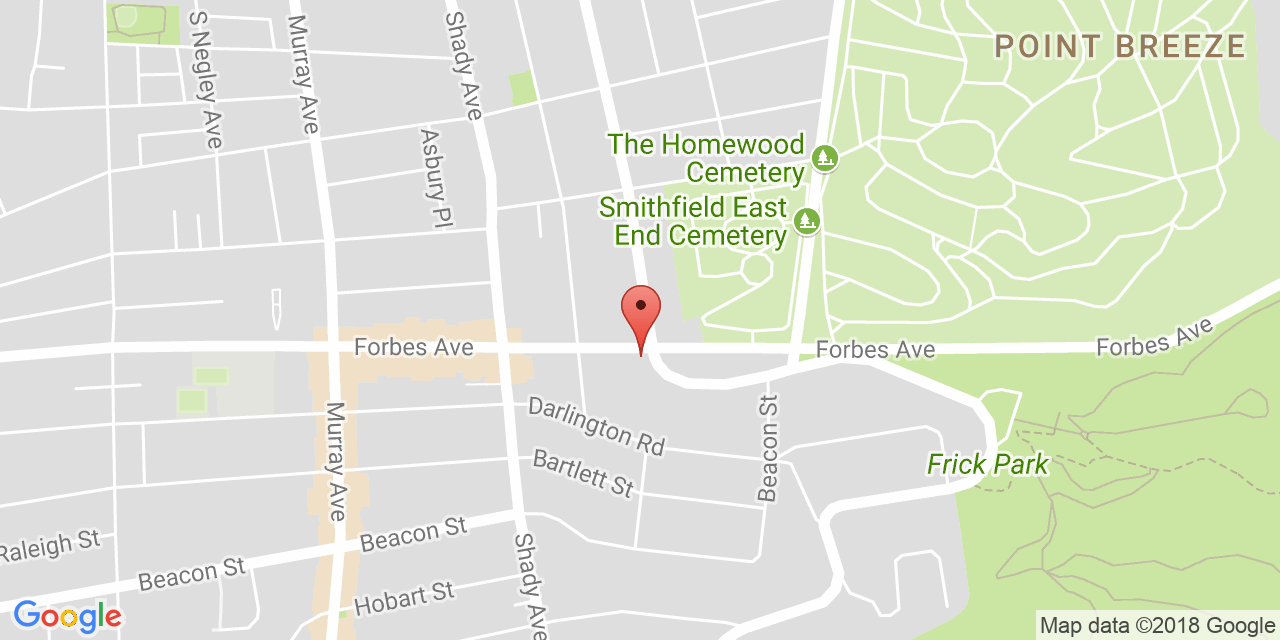 S Negley Ave
Murray Ave
Shady Ave
POINT BREEZE
Asbury Pl
The Homewood
Cemetery
Smithfield East
End Cemetery
Forbes Ave
Forbes Ave
Forbes Ave
Murray Ave
Darlington Rd
Bartlett St
Beacon St
Frick Park
Raleigh St
Beacon St
Beacon St
Hobart St
Shady Ave
Google
Map data ©2018 Google